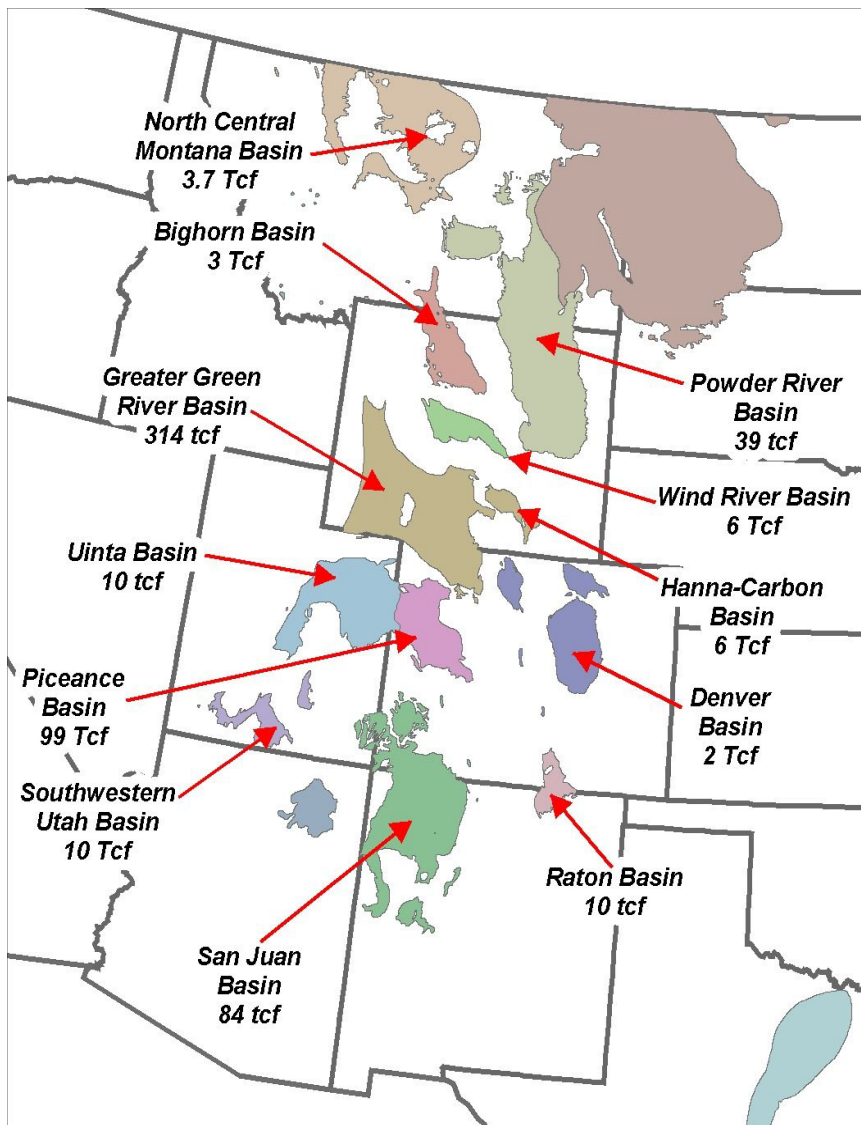 North Central
Montana Basin
3.7 Tcf
Bighorn Basin
3 Tcf
Greater Green
River Basin
314 tcf
Powder River
Basin
39 tcf
Wind River Basin
6 Tcf
Uinta Basin
10 tcf
Hanna-Carbon
Basin
6 Tcf
Piceance
Basin
99 Tcf
Denver
Basin
2 Tcf
Southwestern
Utah Basin
10 Tcf
Raton Basin
10 tcf
San Juan
Basin
84 tcf